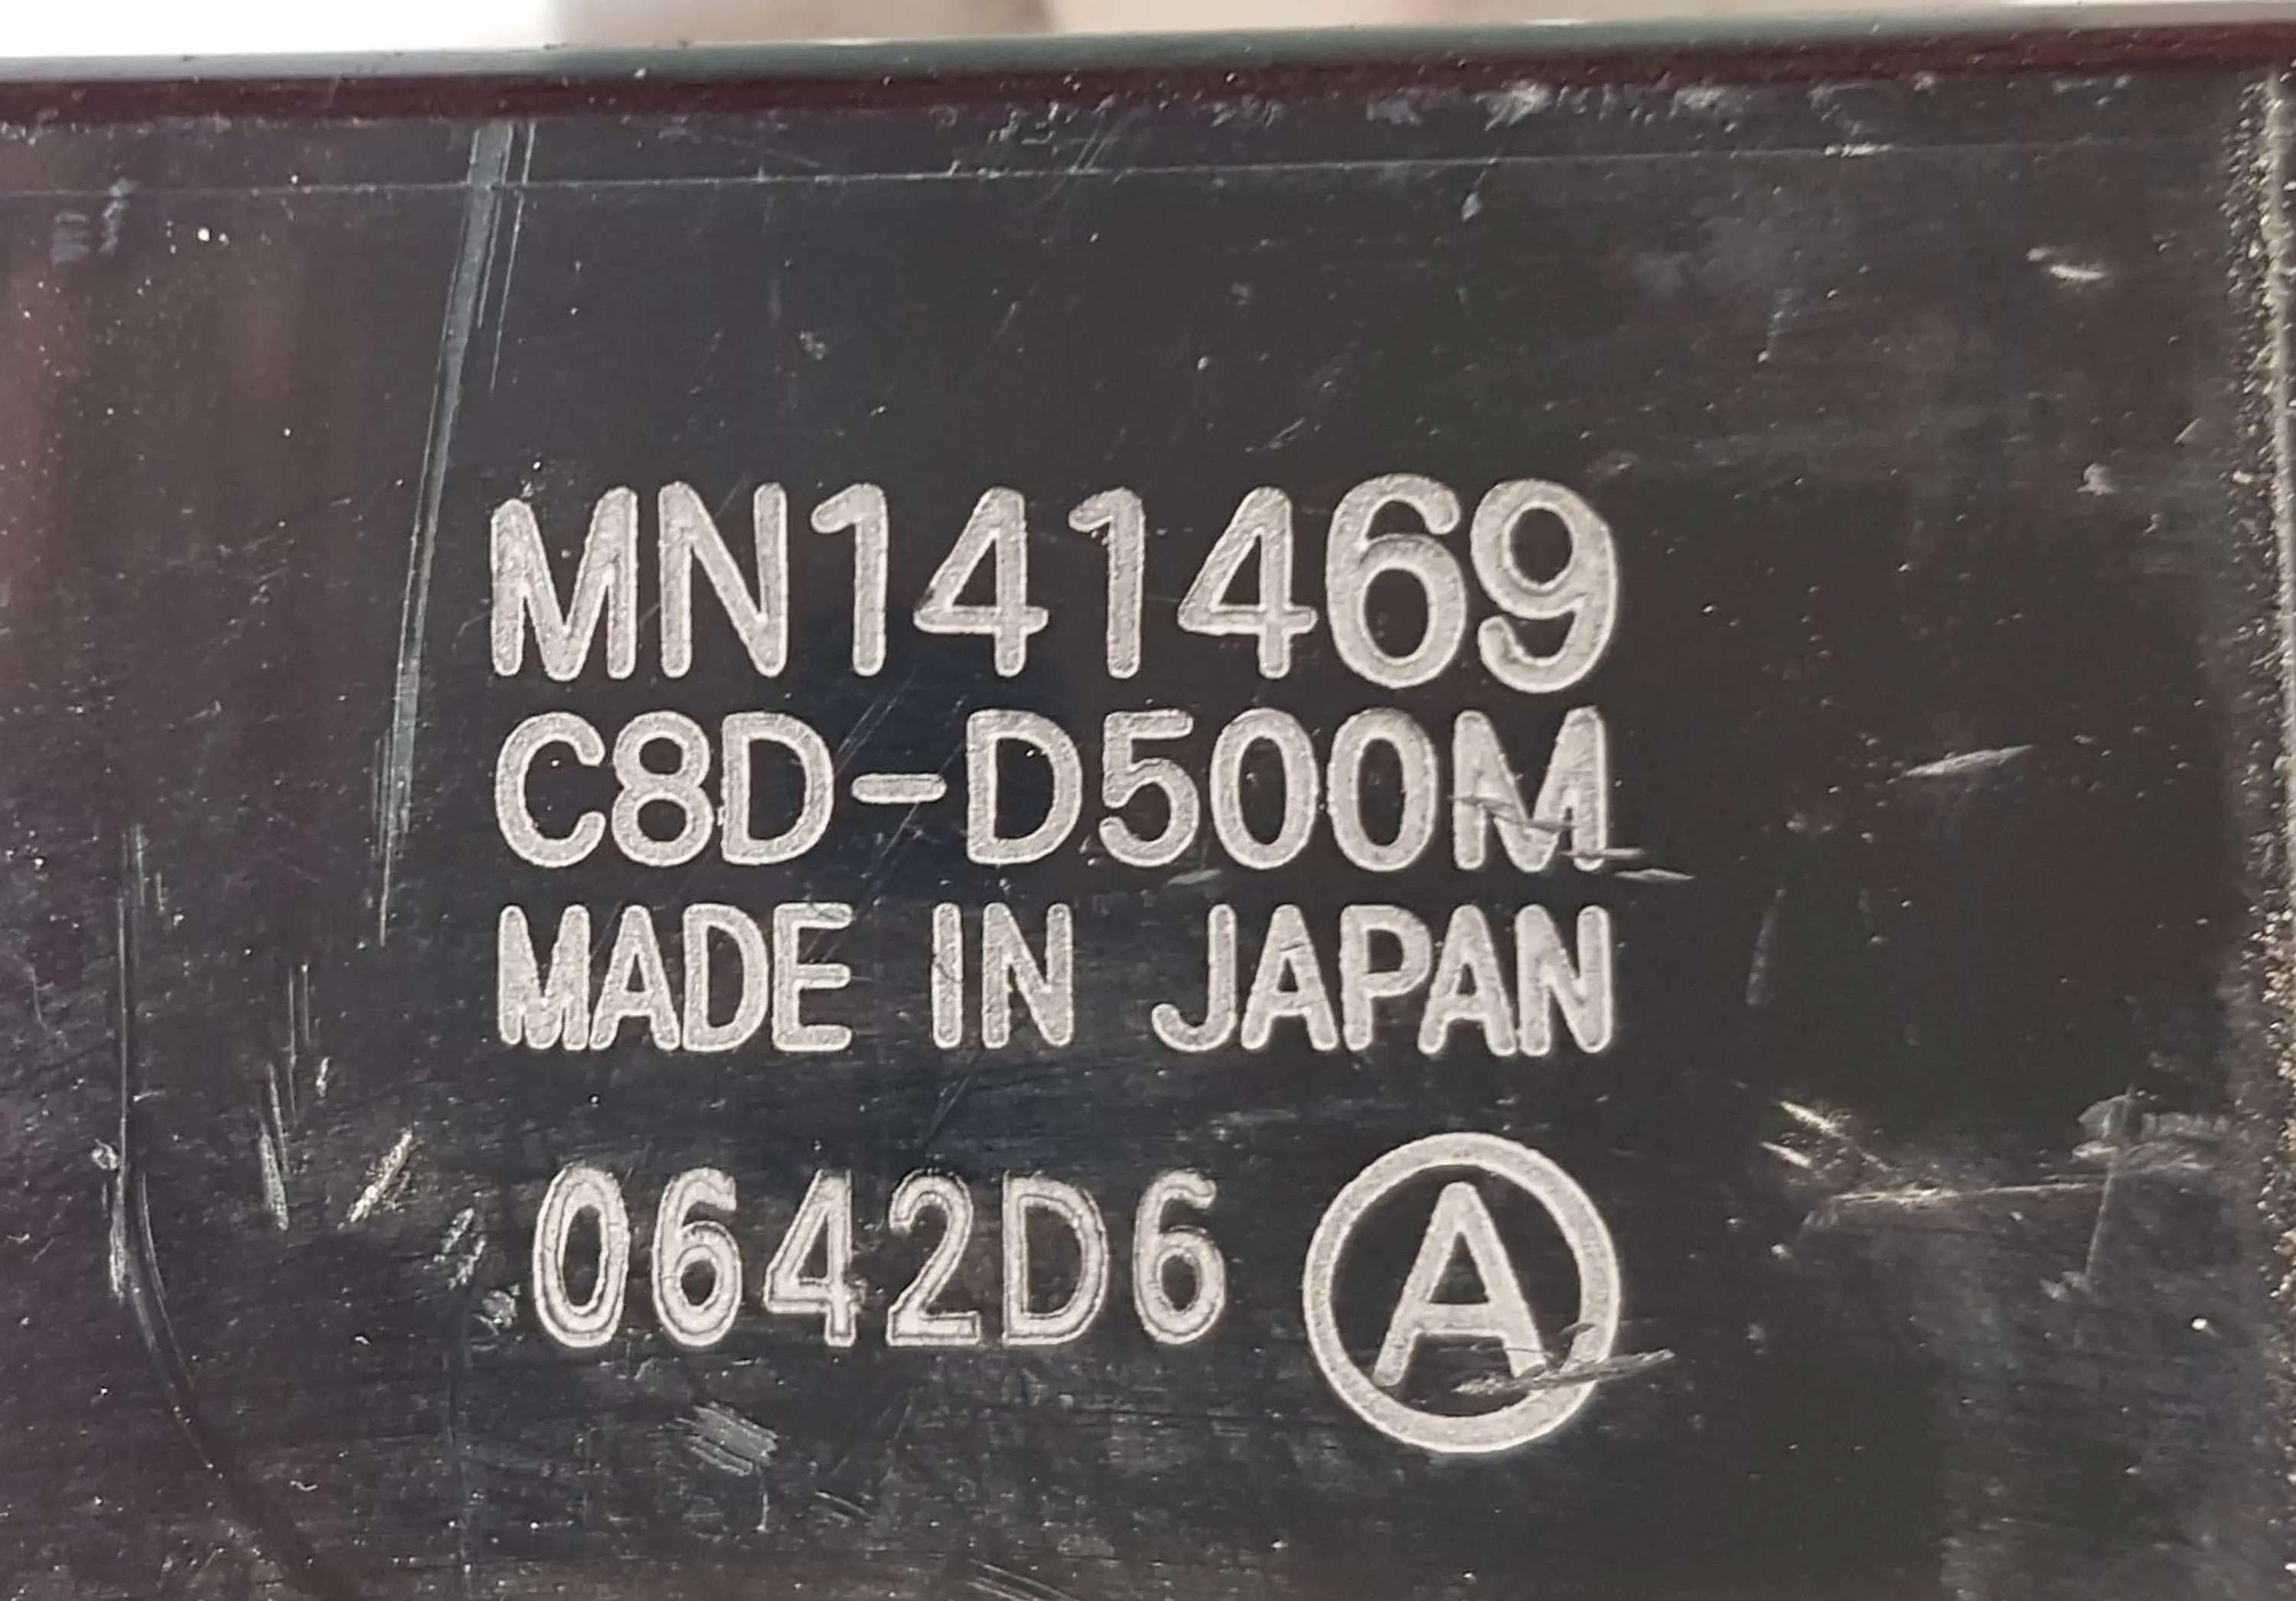 MN141469
C8D-D500M
MADE IN JAPAN
0642D6 Ⓐ